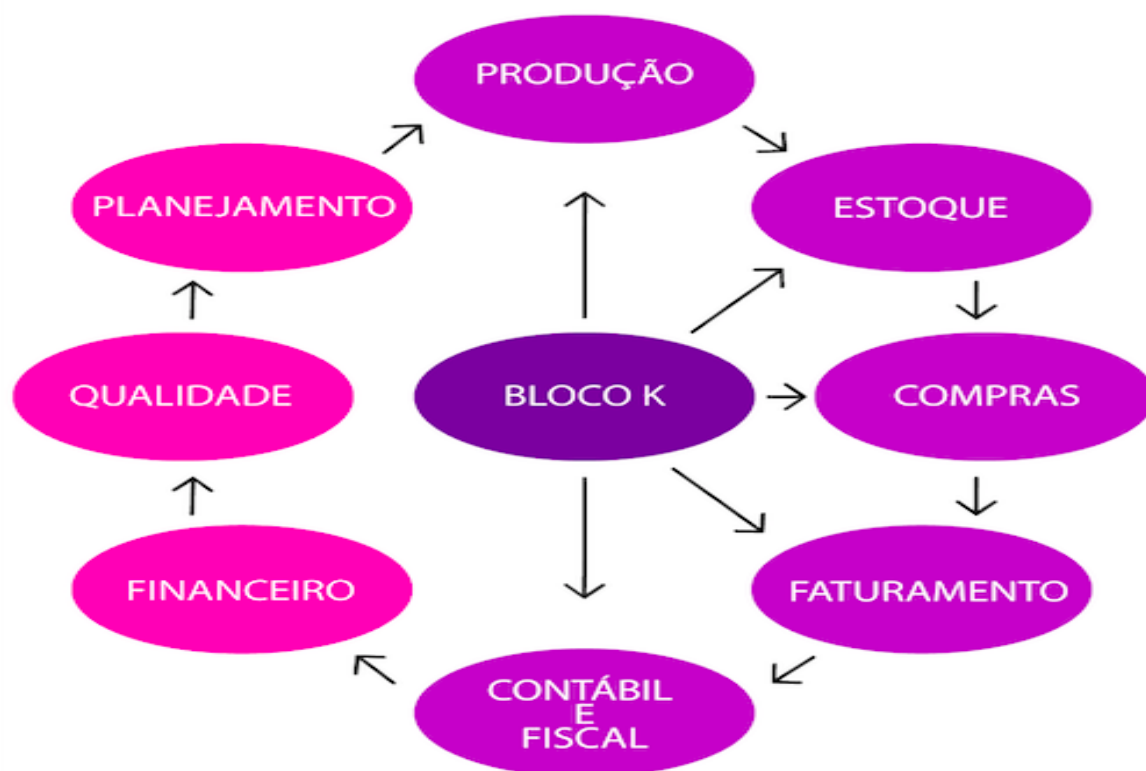 PRODUÇÃO
PLANEJAMENTO
ESTOQUE
QUALIDADE
BLOCO K
COMPRAS
FINANCEIRO
FATURAMENTO
CONTÁBIL
E
FISCAL